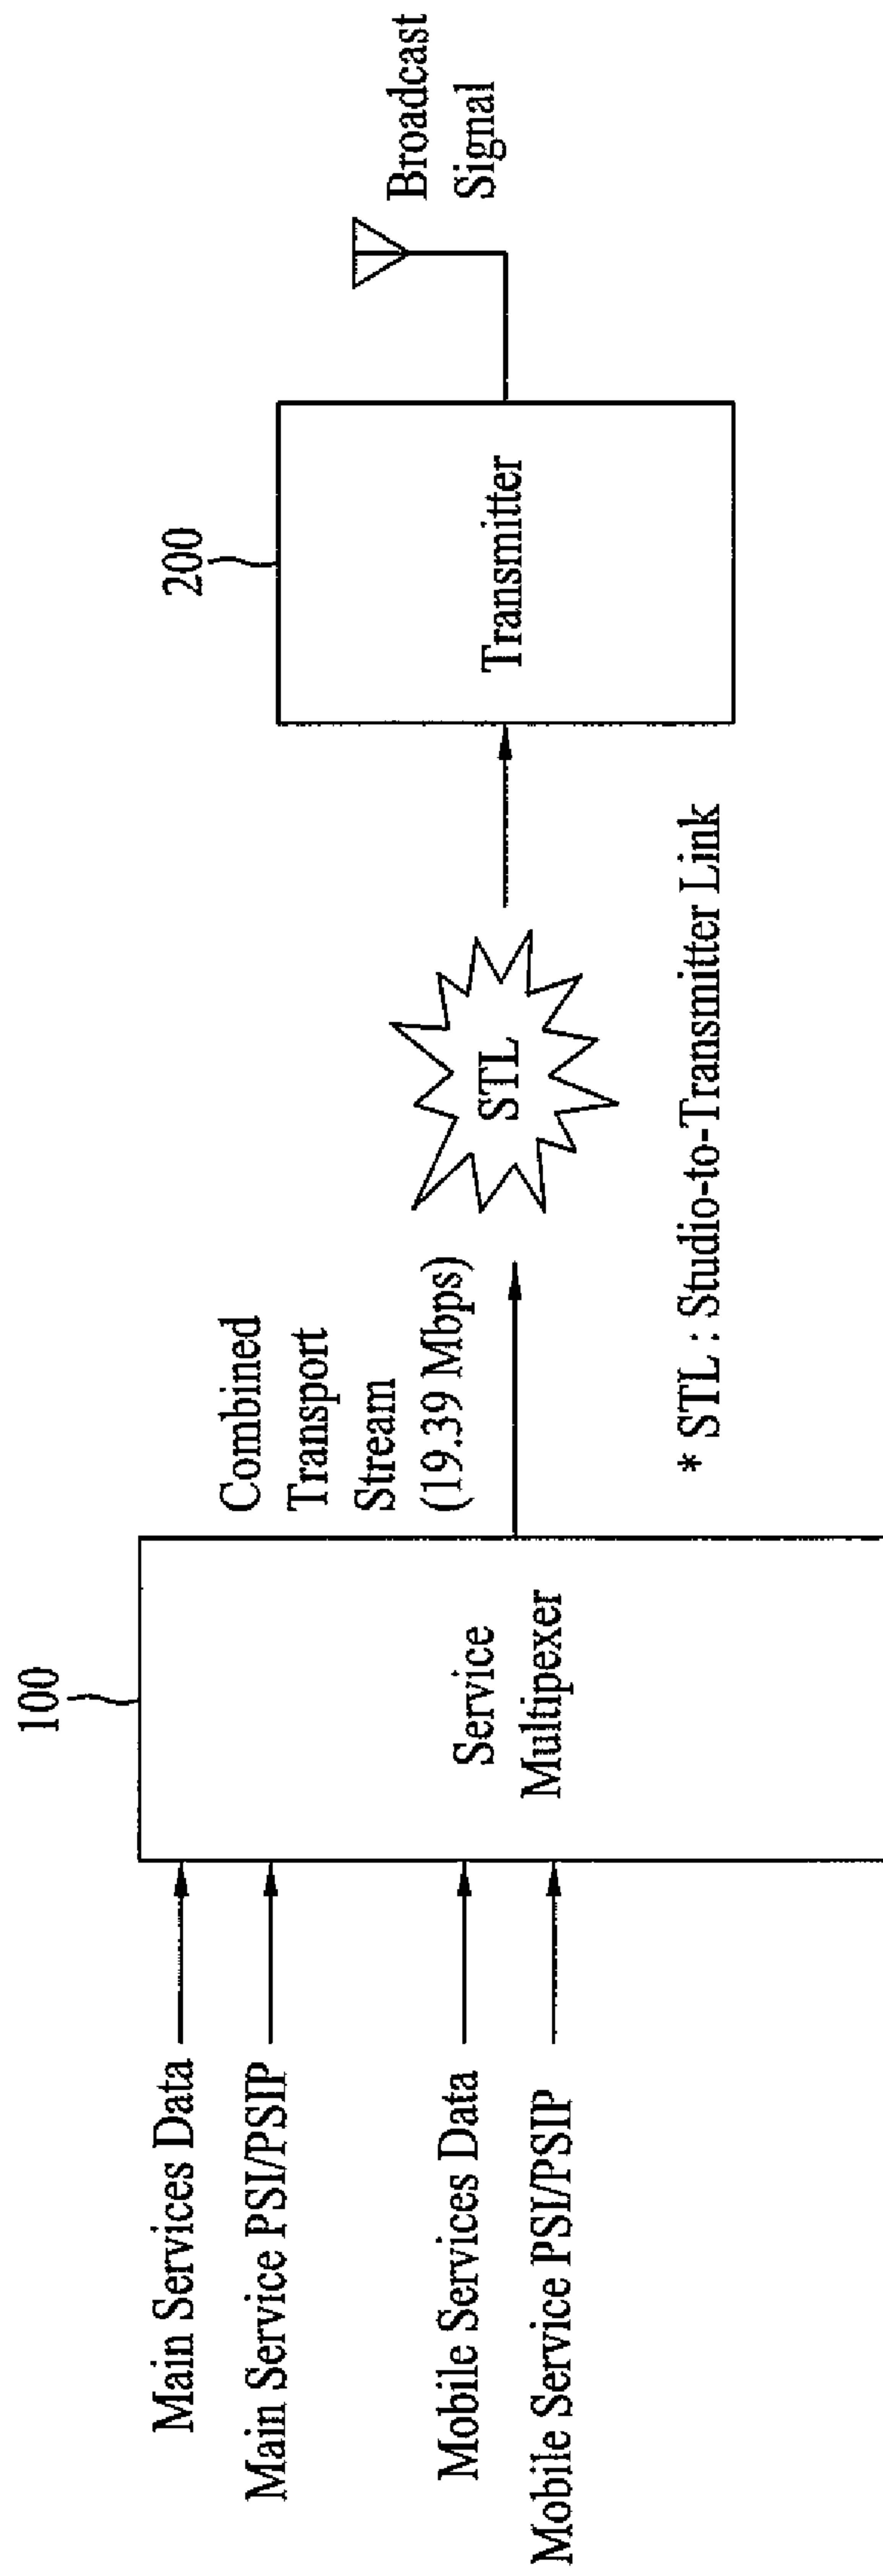 Main Services Data
Main Service PSI/PSIP
Mobile Services Data
Mobile Service PSI/PSIP
100
Service
Multipexer
Combined
Transport
Stream
(19.39 Mbps)
STL
200
Transmitter
Broadcast
Signal
* STL : Studio-to-Transmitter Link